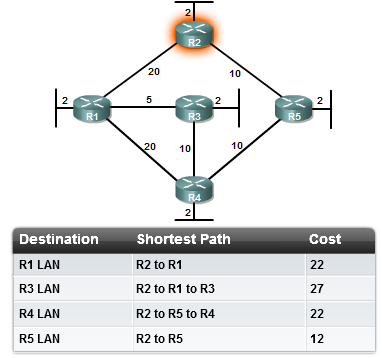 2
R2
20
10
2
R1
5
R3
2
R5
2
20
10
10
R4
2
Destination Shortest Path Cost
R1 LAN R2 to R1 22
R3 LAN R2 to R1 to R3 27
R4 LAN R2 to R5 to R4 22
R5 LAN R2 to R5 12